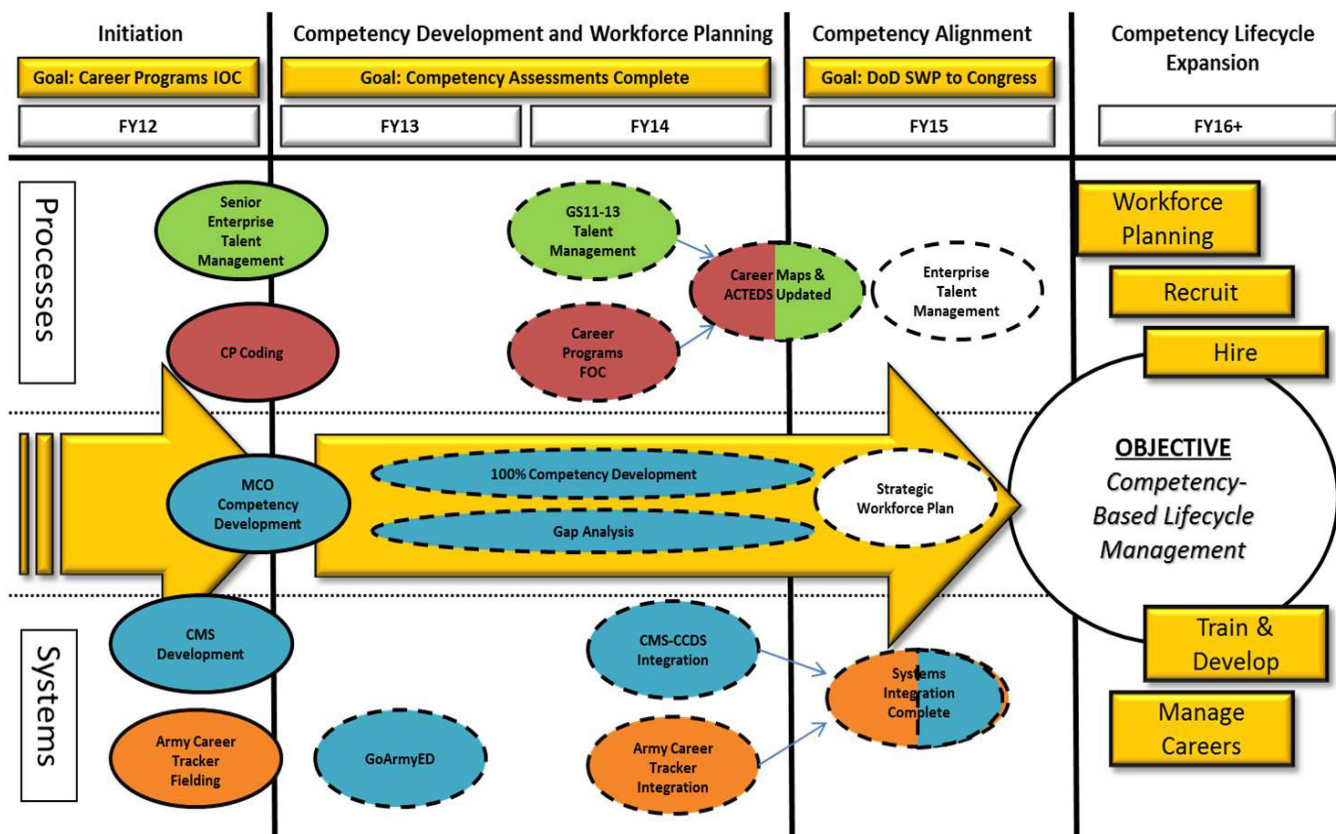 Initiation
Competency Development and Workforce Planning
Competency Alignment
Competency Lifecycle
Expansion
Goal: Career Programs IOC
Goal: Competency Assessments Complete
Goal: DoD SWP to Congress
FY12
FY13
FY14
FY15
FY16+
Processes
Senior
Enterprise
Talent
Management
GS11-13
Talent
Management
Career Maps &
ACTEDS Updated
Enterprise
Talent
Management
CP Coding
Career
Programs
FOC
Workforce
Planning
Recruit
Hire
MCO
Competency
Development
100% Competency Development
Gap Analysis
Strategic
Workforce Plan
OBJECTIVE
Competency-
Based Lifecycle
Management
Systems
CMS
Development
CMS-CCDS
Integration
Systems
Integration
Complete
Army Career
Tracker
Fielding
GoArmyED
Army Career
Tracker
Integration
Train &
Develop
Manage
Careers